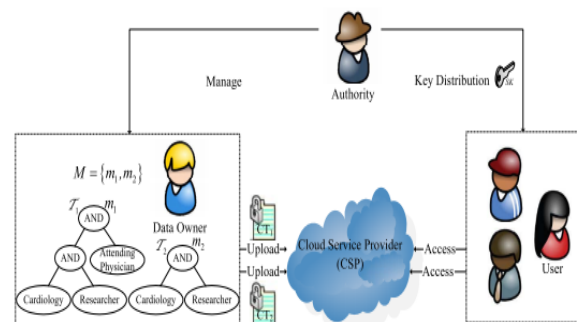 Authority
Manage
Key Distribution
SK
M = {m₁, m₂}
Data Owner
𝒯₁
m₁
AND
AND
Attending
Physician
Cardiology
Researcher
𝒯₂
m₂
AND
Cardiology
Researcher
CT₁
Upload
Upload
CT₂
Cloud Service Provider
(CSP)
Access
Access
User